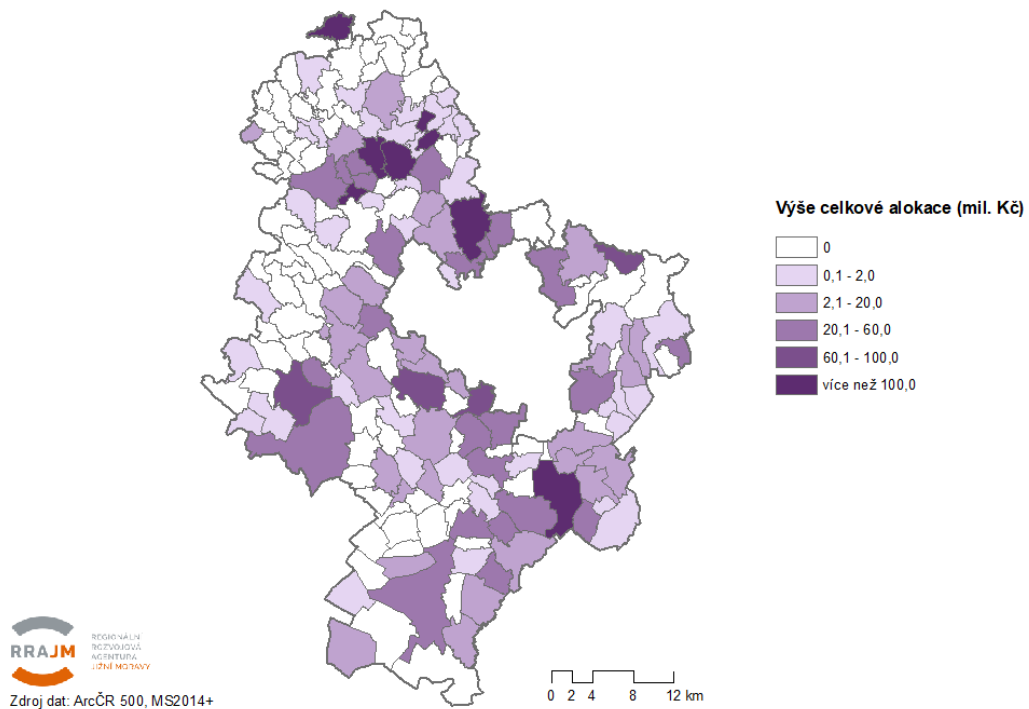 Výše celkové alokace (mil. Kč)
0
0,1 - 2,0
2,1 - 20,0
20,1 - 60,0
60,1 - 100,0
více než 100,0
RRAJM
REGIONÁLNÍ
ROZVOJOVÁ
AGENTURA
JIŽNÍ MORAVY
0 2 4 8 12 km
Zdroj dat: ArcČR 500, MS2014+